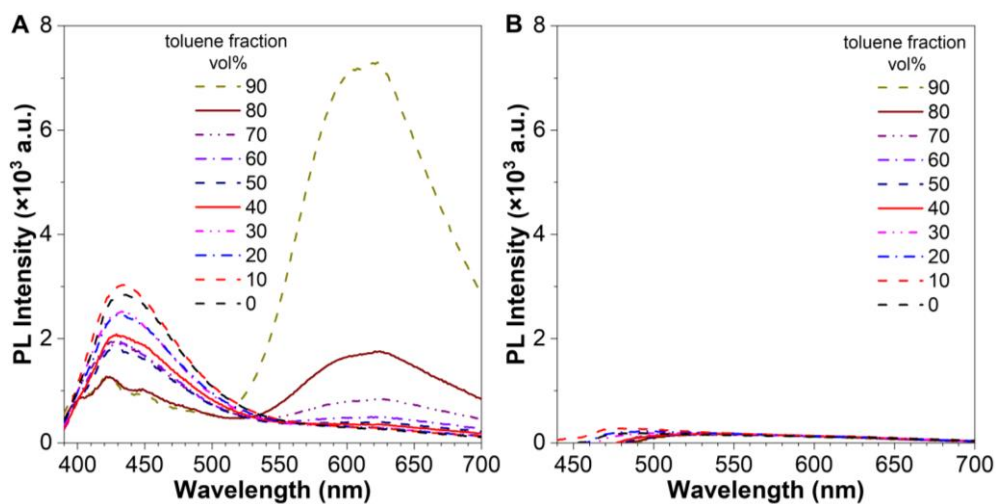 A
PL Intensity (×10³ a.u.)
8
6
4
2
0
toluene fraction
vol%
90
80
70
60
50
40
30
20
10
0
390 400 450 500 550 600 650 700
Wavelength (nm)
B
PL Intensity (×10³ a.u.)
8
6
4
2
0
toluene fraction
vol%
90
80
70
60
50
40
30
20
10
0
450 500 550 600 650 700
Wavelength (nm)